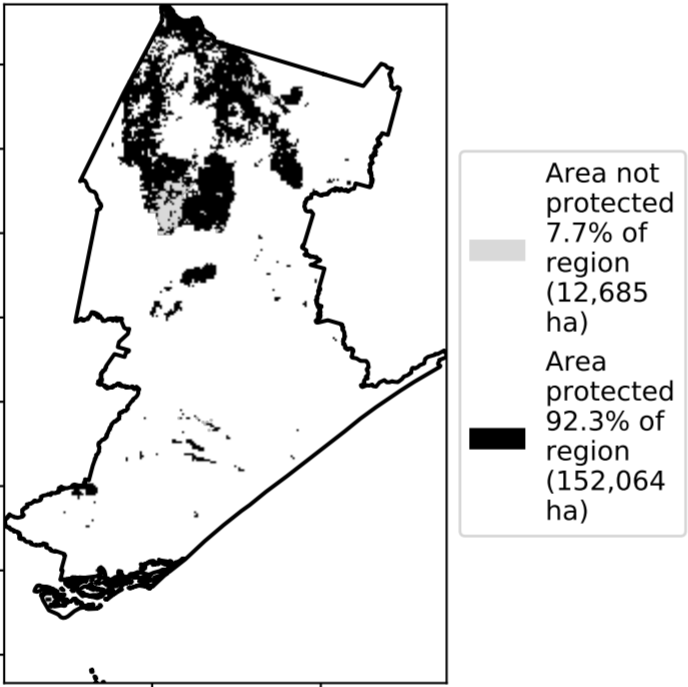 Area not
protected
7.7% of
region
(12,685
ha)
Area
protected
92.3% of
region
(152,064
ha)